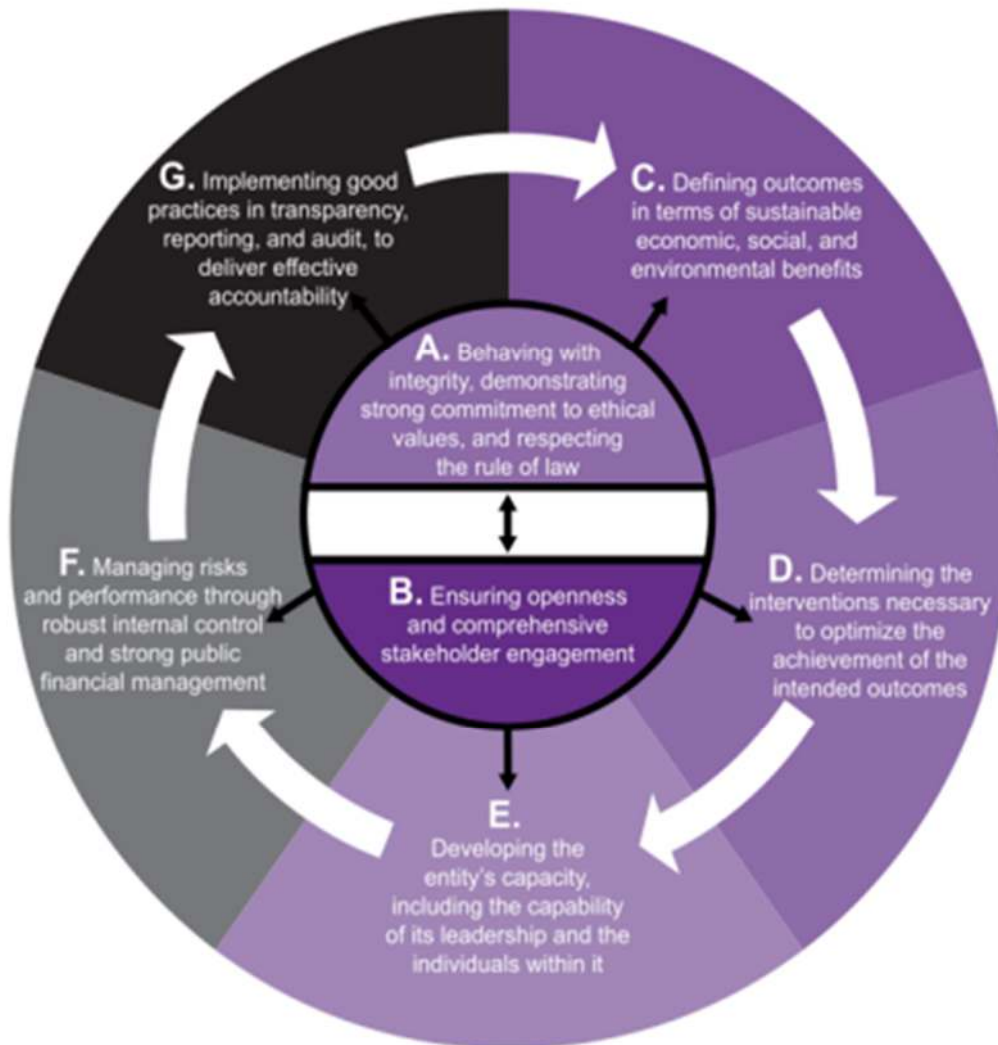 G. Implementing good
practices in transparency,
reporting, and audit, to
deliver effective
accountability
C. Defining outcomes
in terms of sustainable
economic, social, and
environmental benefits
A. Behaving with
integrity, demonstrating
strong commitment to ethical
values, and respecting
the rule of law
B. Ensuring openness
and comprehensive
stakeholder engagement
F. Managing risks
and performance through
robust internal control
and strong public
financial management
D. Determining the
interventions necessary
to optimize the
achievement of the
intended outcomes
E.
Developing the
entity's capacity,
including the capability
of its leadership and the
individuals within it